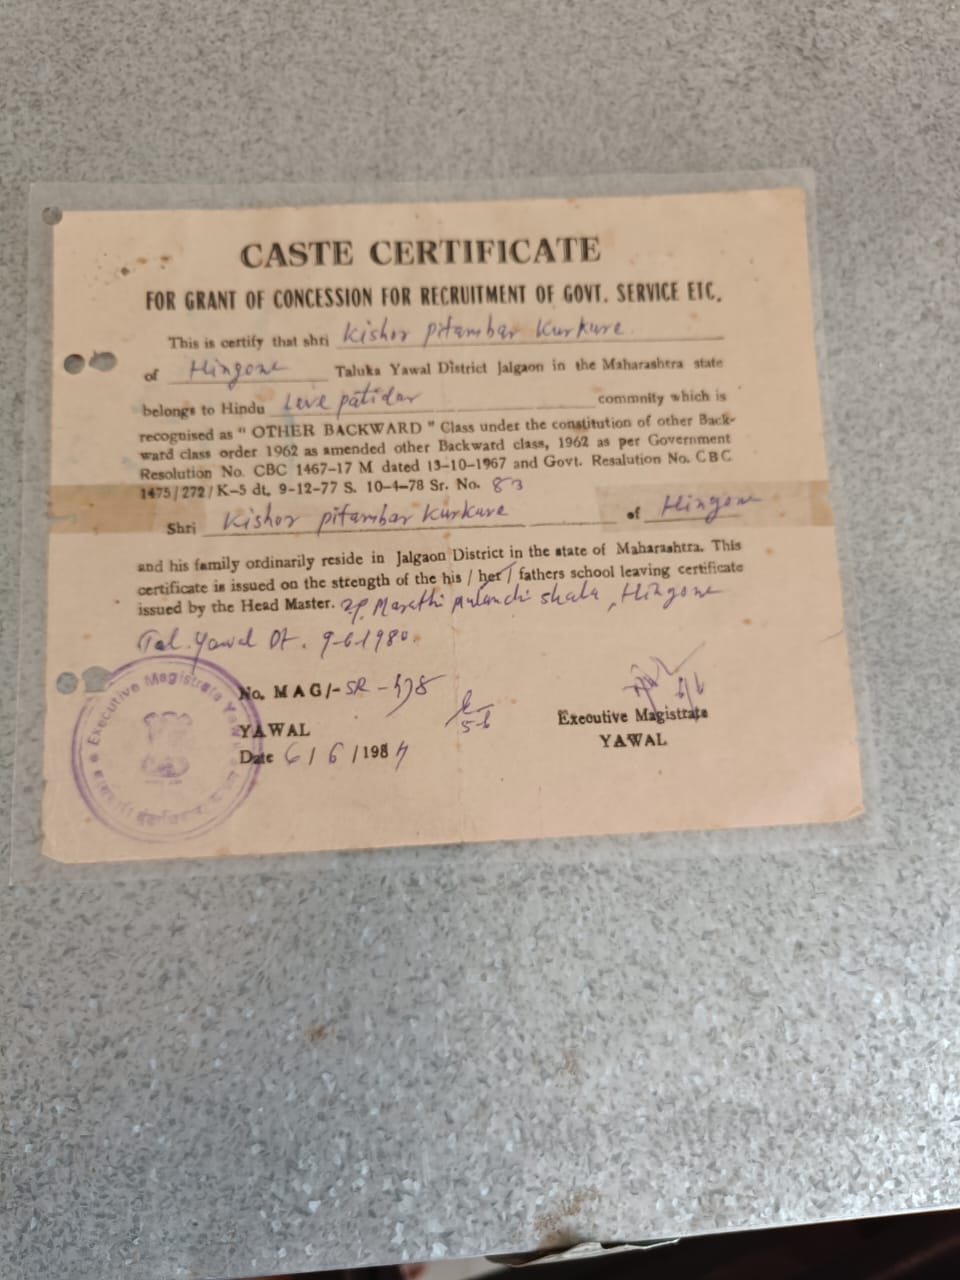 CASTE CERTIFICATE
FOR GRANT OF CONCESSION FOR RECRUITMENT OF GOVT. SERVICE ETC.
This is certify that shri Kishor Pitambar Kurkure
of Hingone Taluka Yawal District Jalgaon in the Maharashtra state
belongs to Hindu Leve patidar commnity which is
recognised as " OTHER BACKWARD " Class under the constitution of other Back-
ward class order 1962 as amended other Backward class, 1962 as per Government
Resolution No. CBC 1467-17 M dated 13-10-1967 and Govt. Resalution No. CBC
1475/272/K-5 dt. 9-12-77 S. 10-4-78 Sr. No. 83
Shri Kishor pitambar Kurkure of Hingone
and his family ordinarily reside in Jalgaon District in the state of Maharashtra. This
certificate is issued on the strength of the his / her / fathers school leaving certificate
issued by the Head Master. Marathi shala, Hingone
Tal. Yawal Dt. 9-6-1980.
No. MAG/- SR -
YAWAL
Date 6/6/198
Executive Magistrate
YAWAL
Executive Magistrate Yawal